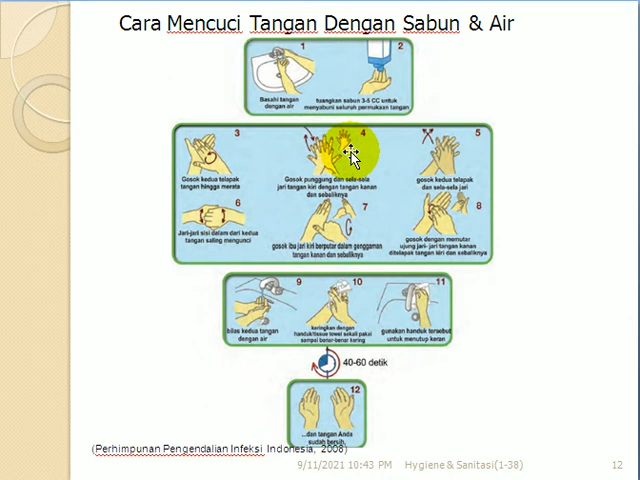 Cara Mencuci Tangan Dengan Sabun & Air
1
2
Basahi tangan
dengan air
tuangkan sabun 3-5 CC untuk
menyabuni seluruh permukaan tangan
3
4
5
Gosok kedua telapak
tangan hingga merata
Gosok punggung dan sela-sela
jari tangan kiri dengan tangan kanan
dan sebaliknya
gosok kedua telapak
dan sela-sela jari
6
7
8
Jari-jari sisi dalam dari kedua
tangan saling mengunci
gosok ibu jari kiri berputar dalam genggaman
tangan kanan dan sebaliknya
gosok dengan memutar
ujung jari- jari tangan kanan
ditelapak tangan kiri dan sebaliknya
9
10
11
bilas kedua tangan
dengan air
keringkan dengan
handuk/tissue towel sekali pakai
sampai benar-benar kering
gunakan handuk tersebut
untuk menutup keran
40-60 detik
12
...dan tangan Anda
sudah bersih.
(Perhimpunan Pengendalian Infeksi Indonesia, 2008)
9/11/2021 10:43 PM
Hygiene & Sanitasi(1-38)
12